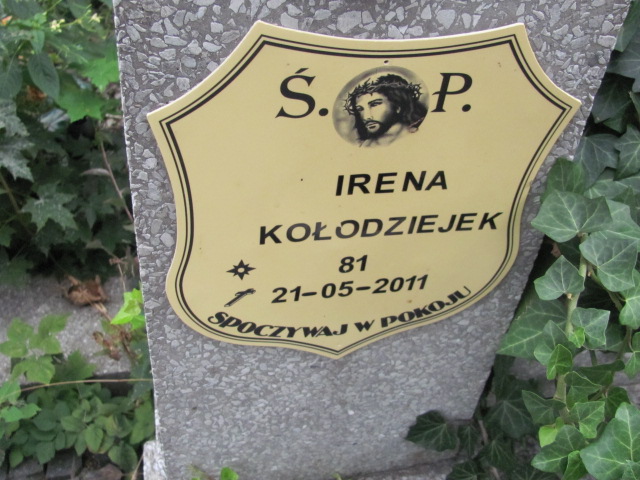 Ś. P.
IRENA
KOŁODZIEJEK
81
21-05-2011
SPOCZYWAJ W POKOJU